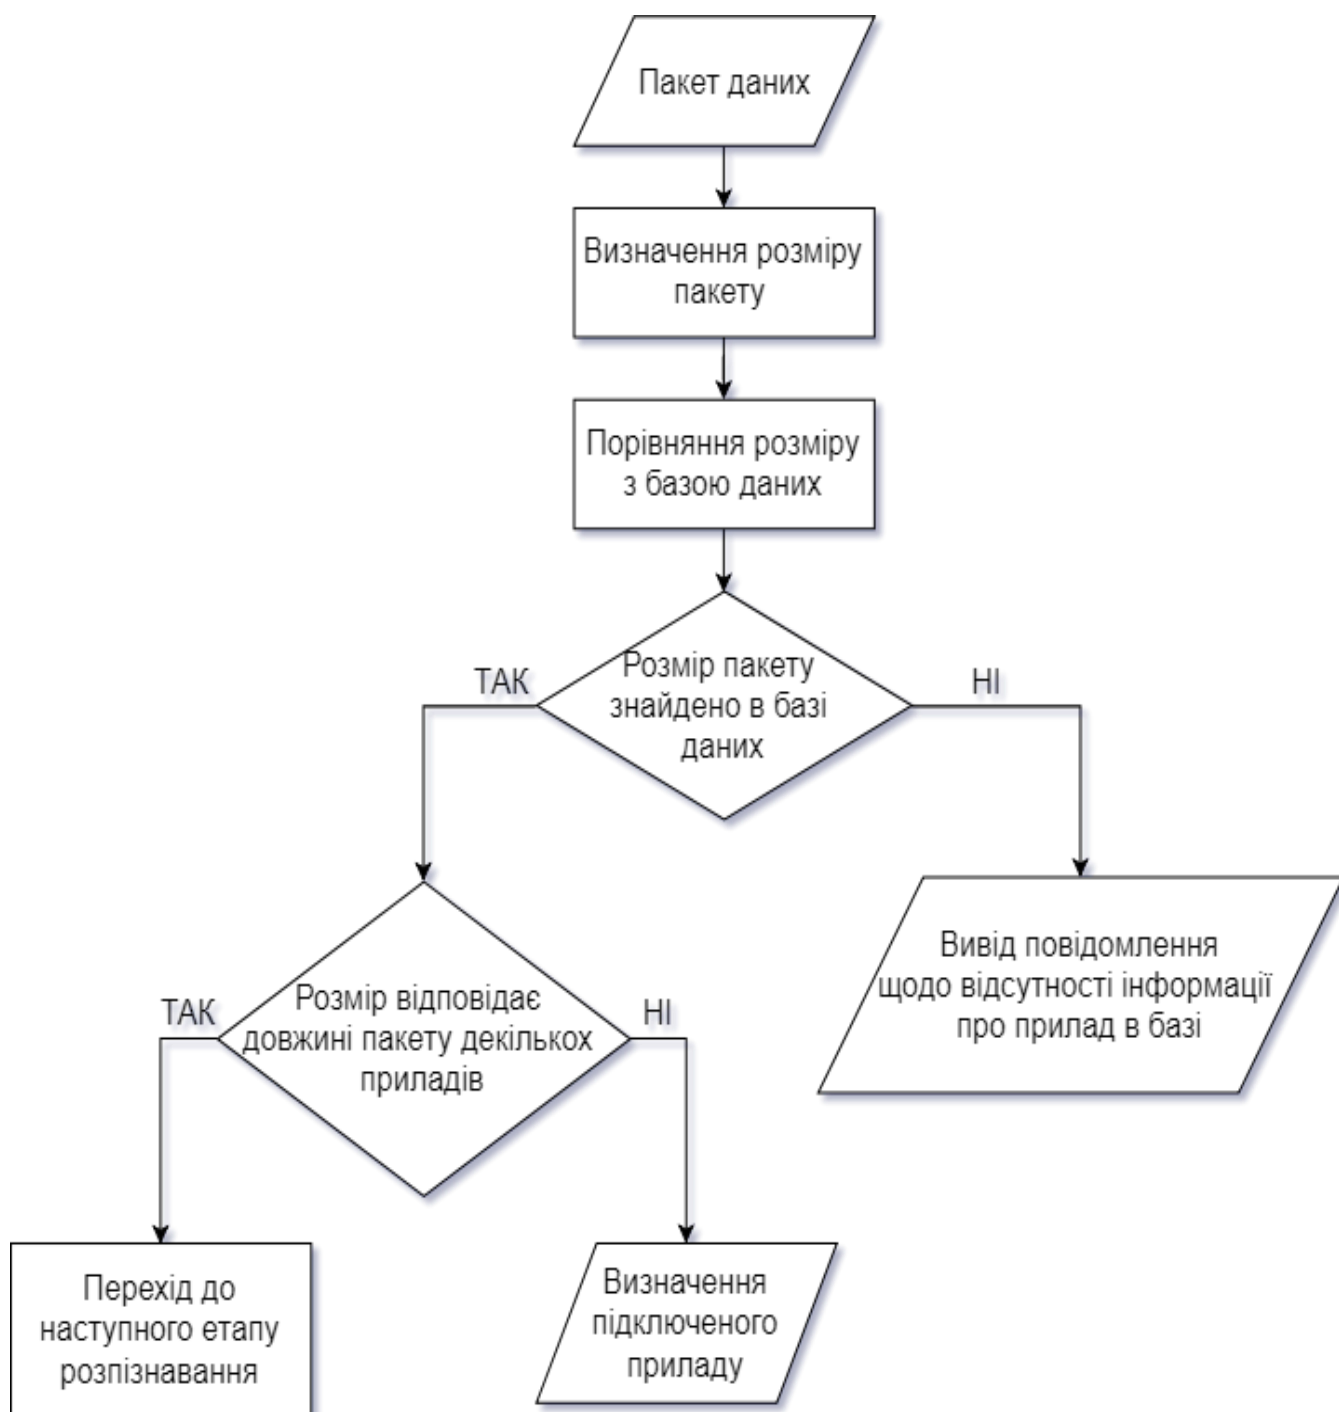 Пакет даних
Визначення розміру
пакету
Порівняння розміру
з базою даних
Розмір пакету
знайдено в базі
даних
ТАК
НІ
Розмір відповідає
довжині пакету декількох
приладів
ТАК
НІ
Вивід повідомлення
щодо відсутності інформації
про прилад в базі
Перехід до
наступного етапу
розпізнавання
Визначення
підключеного
приладу